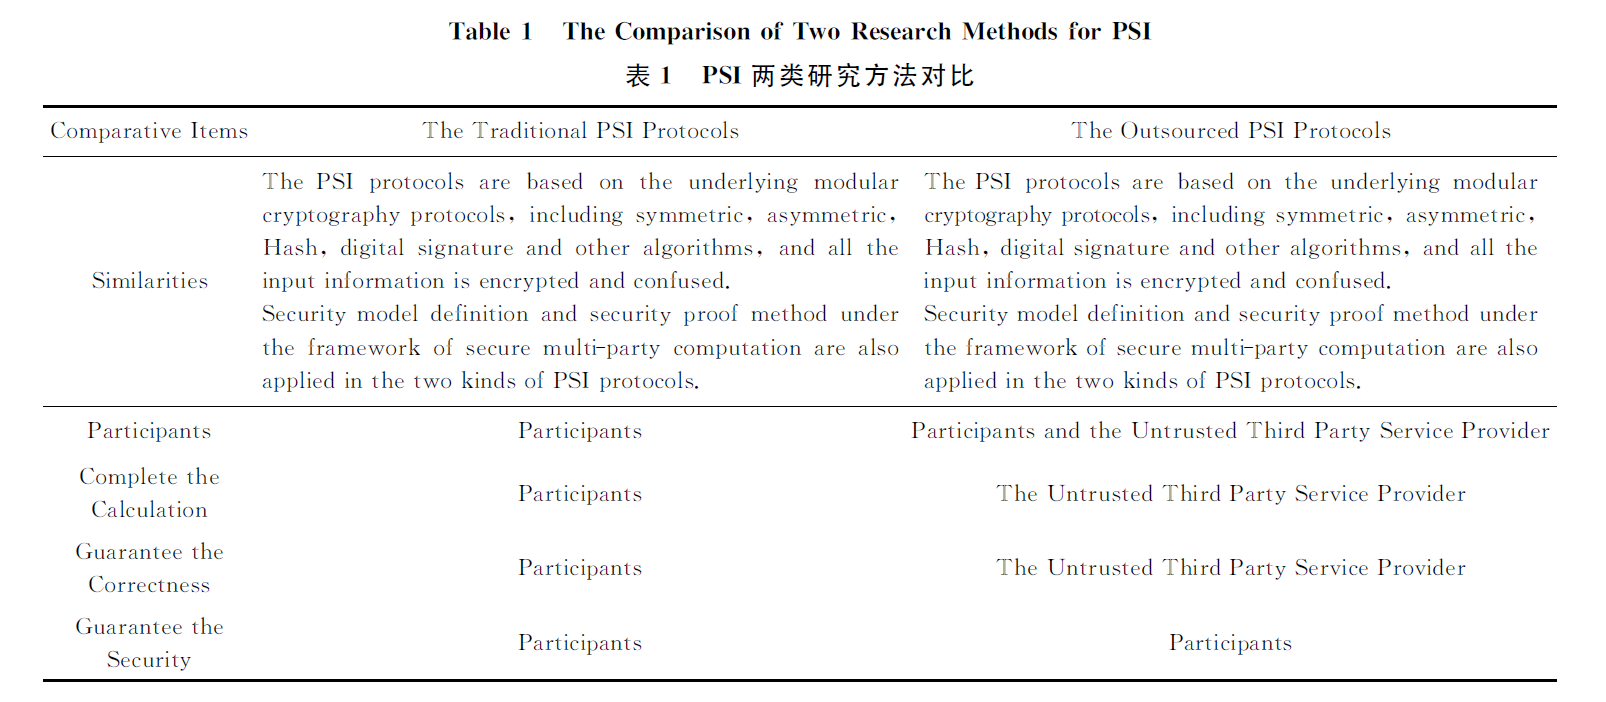 Table 1 The Comparison of Two Research Methods for PSI
表 1 PSI 两类研究方法对比
Comparative Items The Traditional PSI Protocols The Outsourced PSI Protocols
Similarities
The PSI protocols are based on the underlying modular
cryptography protocols, including symmetric, asymmetric,
Hash, digital signature and other algorithms, and all the
input information is encrypted and confused.
Security model definition and security proof method under
the framework of secure multi-party computation are also
applied in the two kinds of PSI protocols.
The PSI protocols are based on the underlying modular
cryptography protocols, including symmetric, asymmetric,
Hash, digital signature and other algorithms, and all the
input information is encrypted and confused.
Security model definition and security proof method under
the framework of secure multi-party computation are also
applied in the two kinds of PSI protocols.
Participants Participants Participants and the Untrusted Third Party Service Provider
Complete the
Calculation
Participants The Untrusted Third Party Service Provider
Guarantee the
Correctness
Participants The Untrusted Third Party Service Provider
Guarantee the
Security
Participants Participants